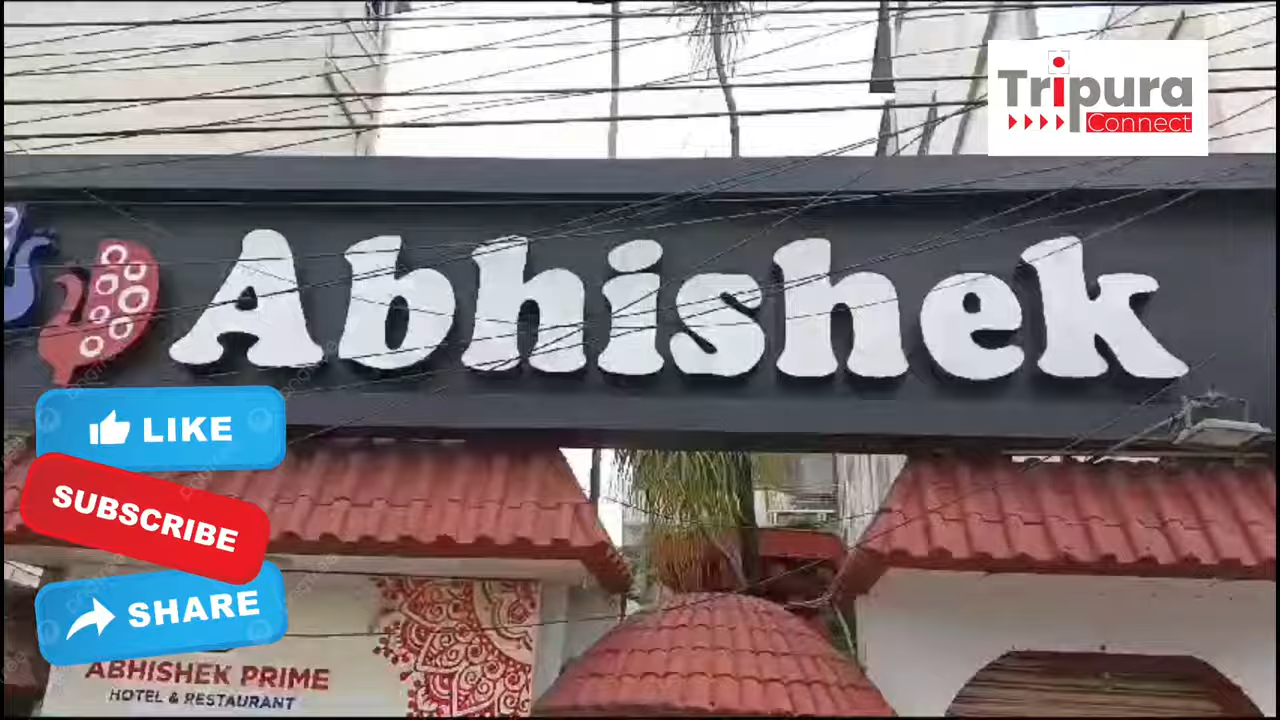 Tripura
Connect
Abhishek
LIKE
SUBSCRIBE
SHARE
ABHISHEK PRIME
HOTEL & RESTAURANT